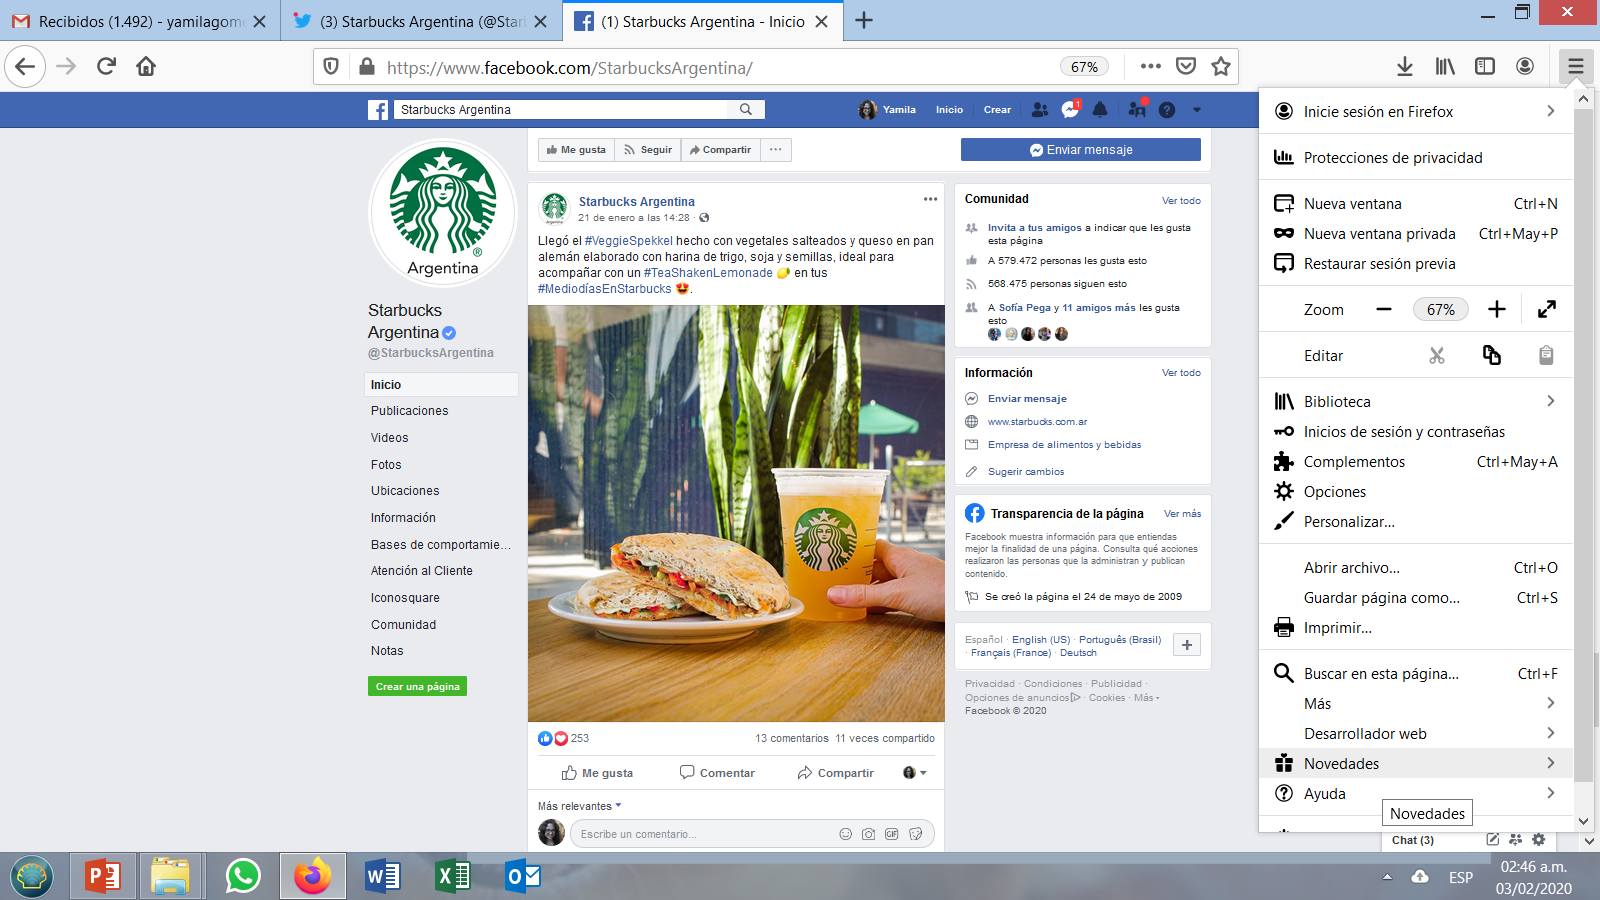 Recibidos (1.492) - yamilagom
(3) Starbucks Argentina (@Star
(1) Starbucks Argentina - Inicio
https://www.facebook.com/StarbucksArgentina/
67%
Starbucks Argentina
Yamila
Inicio
Crear
1
Argentina
Starbucks
Argentina
@StarbucksArgentina
Inicio
Publicaciones
Videos
Fotos
Ubicaciones
Información
Bases de comportamie...
Atención al Cliente
Iconosquare
Comunidad
Notas
Crear una página
Me gusta
Seguir
Compartir
Enviar mensaje
Starbucks Argentina
21 de enero a las 14:28 ·
Llegó el #VeggieSpekkel hecho con vegetales salteados y queso en pan
alemán elaborado con harina de trigo, soja y semillas, ideal para
acompañar con un #TeaShakenLemonade 🍋 en tus
#MediodíasEnStarbucks 😍.
253
13 comentarios 11 veces compartido
Me gusta
Comentar
Compartir
Más relevantes
Escribe un comentario...
GIF
Comunidad
Ver todo
Invita a tus amigos a indicar que les gusta
esta página
A 579.472 personas les gusta esto
568.475 personas siguen esto
A Sofía Pega y 11 amigos más les gusta
esto
Información
Ver todo
Enviar mensaje
www.starbucks.com.ar
Empresa de alimentos y bebidas
Sugerir cambios
Transparencia de la página
Ver más
Facebook muestra información para que entiendas
mejor la finalidad de una página. Consulta qué acciones
realizaron las personas que la administran y publican
contenido.
Se creó la página el 24 de mayo de 2009
Español · English (US) · Português (Brasil)
· Français (France) · Deutsch
Privacidad · Condiciones · Publicidad ·
Opciones de anuncios · Cookies · Más
Facebook © 2020
Inicie sesión en Firefox
Protecciones de privacidad
Nueva ventana Ctrl+N
Nueva ventana privada Ctrl+May+P
Restaurar sesión previa
Zoom 67%
Editar
Biblioteca
Inicios de sesión y contraseñas
Complementos Ctrl+May+A
Opciones
Personalizar...
Abrir archivo... Ctrl+O
Guardar página como... Ctrl+S
Imprimir...
Buscar en esta página... Ctrl+F
Más
Desarrollador web
Novedades
Ayuda
Novedades
Chat (3)
ESP
02:46 a.m.
03/02/2020